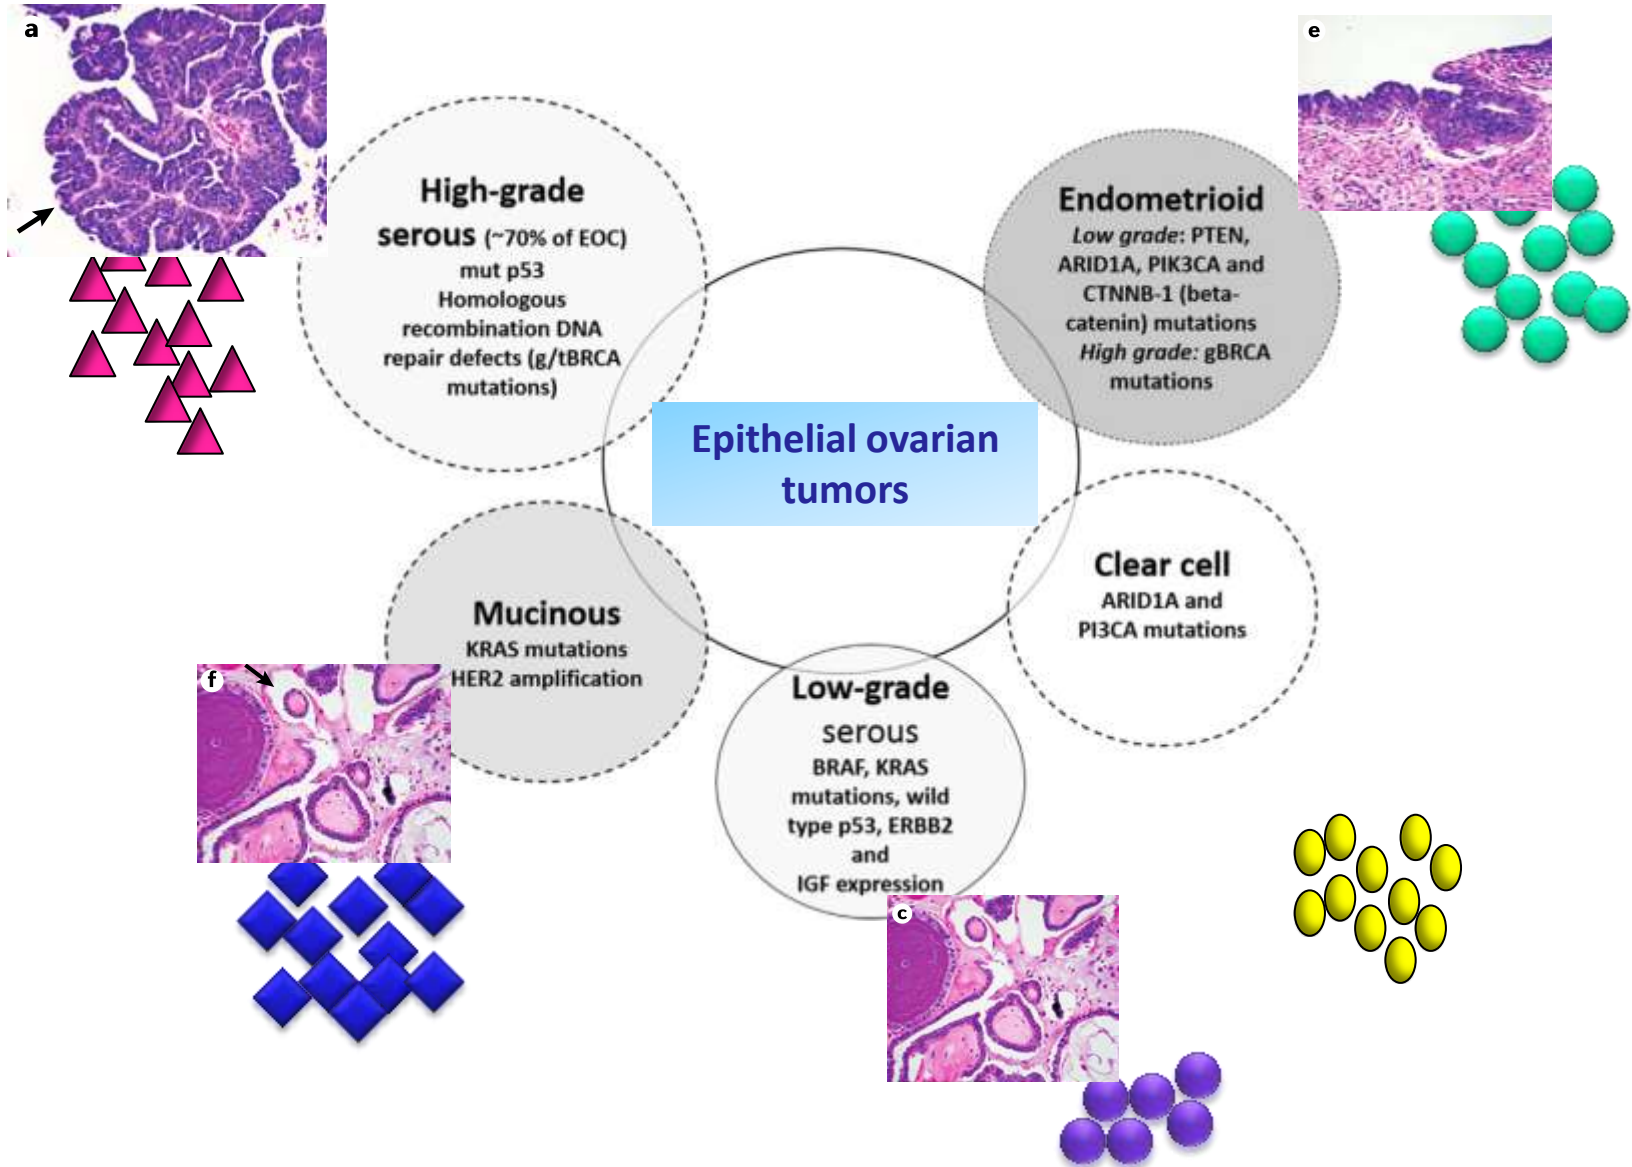 a
High-grade
serous (~70% of EOC)
mut p53
Homologous
recombination DNA
repair defects (g/tBRCA
mutations)
e
Endometrioid
Low grade: PTEN,
ARID1A, PIK3CA and
CTNNB-1 (beta-
catenin) mutations
High grade: gBRCA
mutations
Epithelial ovarian
tumors
Clear cell
ARID1A and
PI3CA mutations
Mucinous
KRAS mutations
HER2 amplification
f
Low-grade
serous
BRAF, KRAS
mutations, wild
type p53, ERBB2
and
IGF expression
c